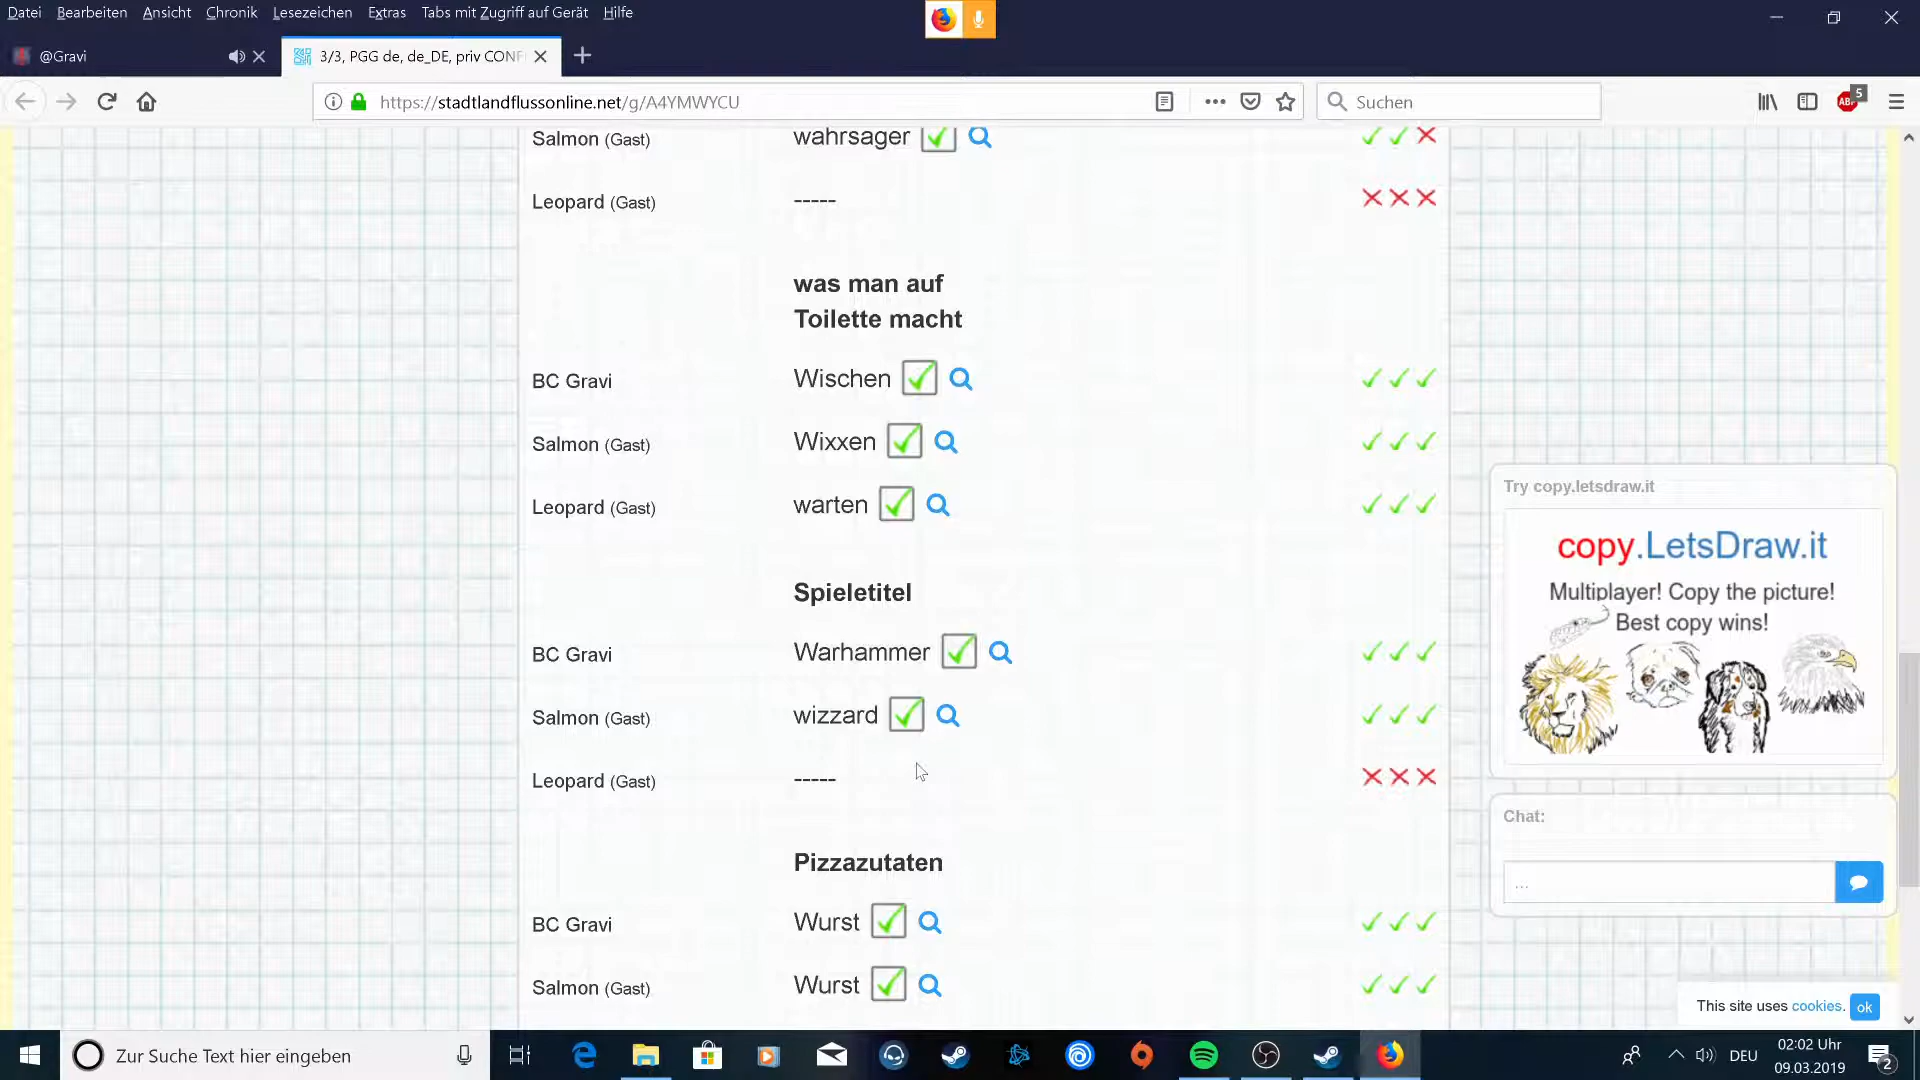 Datei Bearbeiten Ansicht Chronik Lesezeichen Extras Tabs mit Zugriff auf Gerät Hilfe
@Gravi
3/3, PGG de, de_DE, priv CONF
https://stadtlandflussonline.net/g/A4YMWYCU
Suchen
ABP 5
Salmon (Gast) wahrsager
Leopard (Gast) -----
was man auf
Toilette macht
BC Gravi Wischen
Salmon (Gast) Wixxen
Leopard (Gast) warten
Spieletitel
BC Gravi Warhammer
Salmon (Gast) wizzard
Leopard (Gast) -----
Pizzazutaten
BC Gravi Wurst
Salmon (Gast) Wurst
Try copy.letsdraw.it
copy.LetsDraw.it
Multiplayer! Copy the picture!
Best copy wins!
Chat:
...
This site uses cookies. ok
Zur Suche Text hier eingeben
DEU
02:02 Uhr
09.03.2019
2